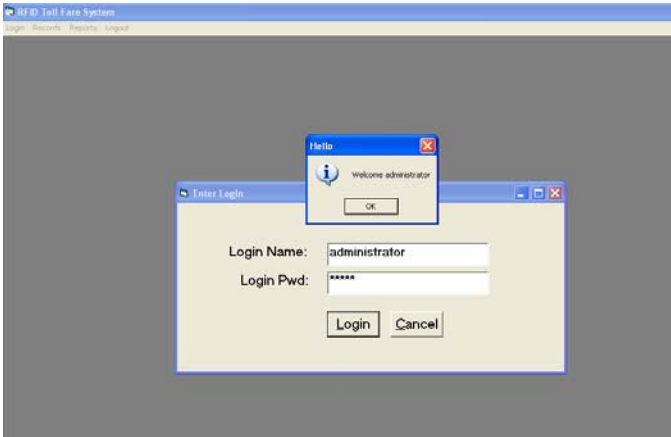 RFID Toll Fare System
Login Records Reports Logout
Hello
Welcome administrator
OK
Enter Login
Login Name: administrator
Login Pwd: *****
Login Cancel